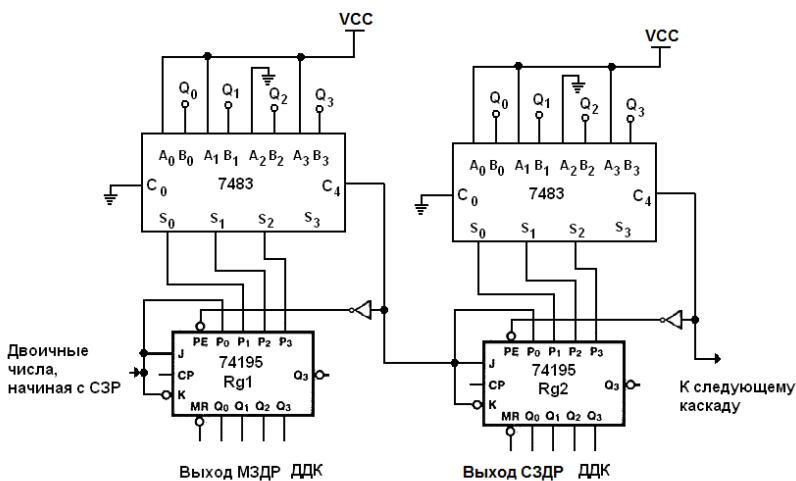 VCC
VCC
Q0 Q1 Q2 Q3
Q0 Q1 Q2 Q3
A0 B0 A1 B1 A2 B2 A3 B3
A0 B0 A1 B1 A2 B2 A3 B3
C0 7483 C4
C0 7483 C4
S0 S1 S2 S3
S0 S1 S2 S3
PE P0 P1 P2 P3
PE P0 P1 P2 P3
Двоичные
числа,
начиная с СЗР
J 74195
CP Rg1 Q3
K
MR Q0 Q1 Q2 Q3
J 74195
CP Rg2 Q3
K
MR Q0 Q1 Q2 Q3
К следующему
каскаду
Выход МЗДР ДДК
Выход СЗДР ДДК